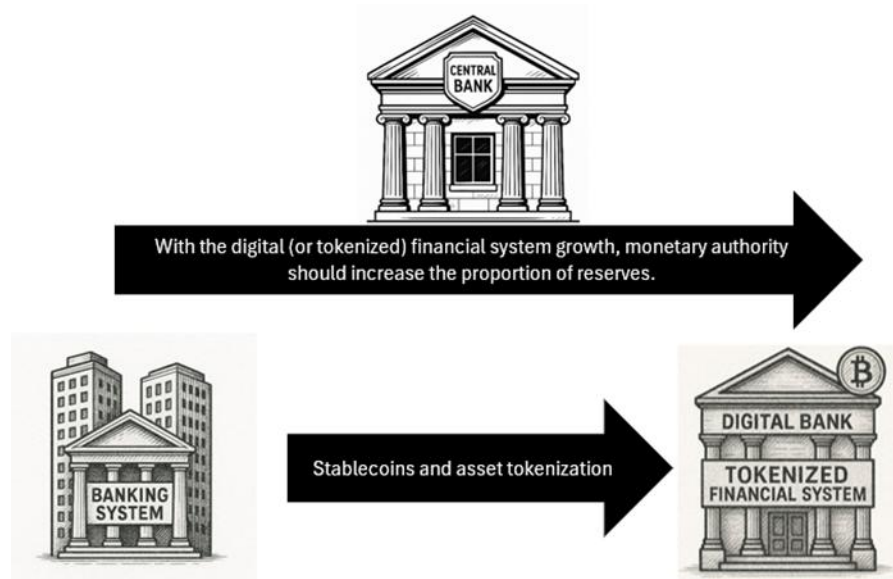 CENTRAL
BANK
With the digital (or tokenized) financial system growth, monetary authority
should increase the proportion of reserves.
BANKING
SYSTEM
Stablecoins and asset tokenization
₿
DIGITAL BANK
TOKENIZED
FINANCIAL SYSTEM